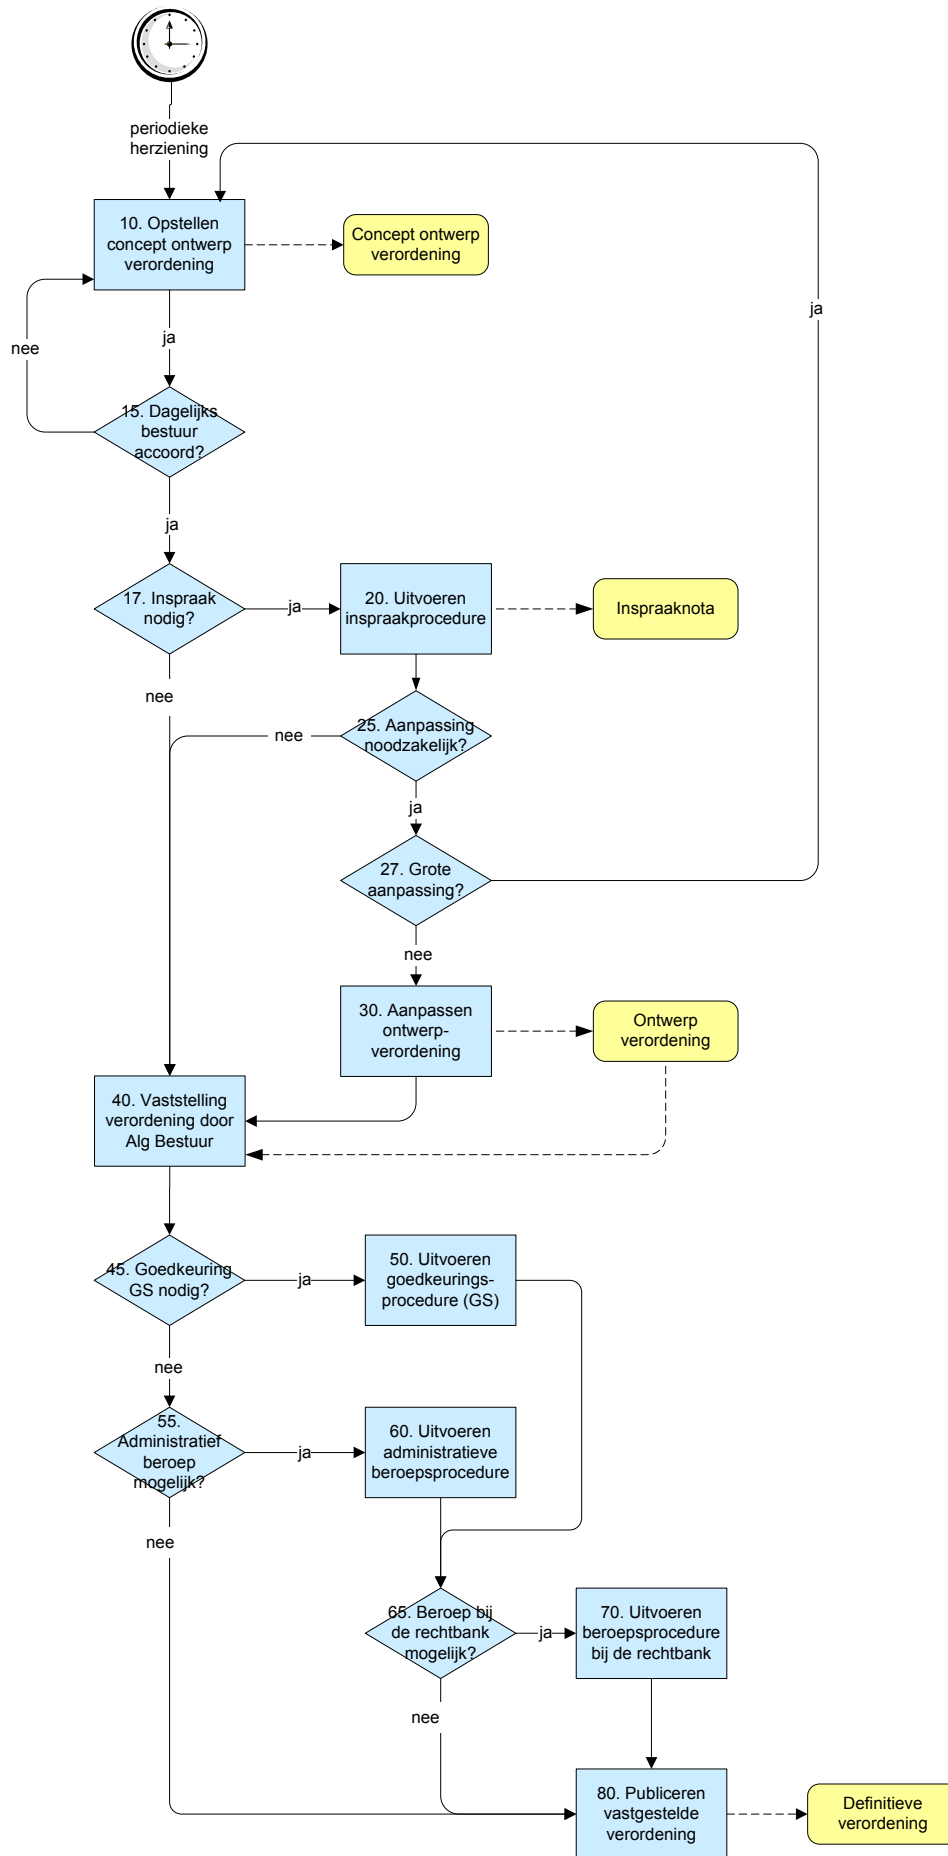 periodieke
herziening
10. Opstellen
concept ontwerp
verordening
Concept ontwerp
verordening
ja
nee
ja
15. Dagelijks
bestuur
accoord?
ja
17. Inspraak
nodig?
ja
20. Uitvoeren
inspraakprocedure
Inspraaknota
nee
25. Aanpassing
noodzakelijk?
nee
ja
27. Grote
aanpassing?
nee
30. Aanpassen
ontwerp-
verordening
Ontwerp
verordening
40. Vaststelling
verordening door
Alg Bestuur
45. Goedkeuring
GS nodig?
ja
50. Uitvoeren
goedkeurings-
procedure (GS)
nee
55.
Administratief
beroep
mogelijk?
ja
60. Uitvoeren
administratieve
beroepsprocedure
nee
65. Beroep bij
de rechtbank
mogelijk?
ja
70. Uitvoeren
beroepsprocedure
bij de rechtbank
nee
80. Publiceren
vastgestelde
verordening
Definitieve
verordening